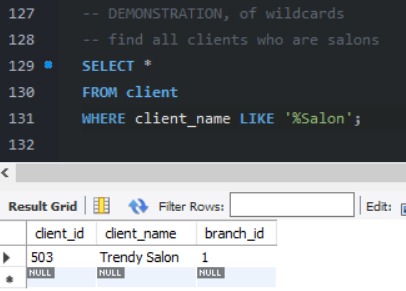 127 -- DEMONSTRATION, of wildcards
128 -- find all clients who are salons
129 SELECT *
130 FROM client
131 WHERE client_name LIKE '%Salon';
132
Result Grid Filter Rows: Edit:
client_id client_name branch_id
503 Trendy Salon 1
NULL NULL NULL